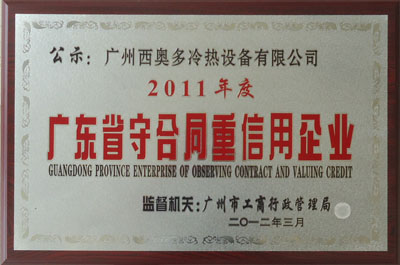 公示：广州西奥多冷热设备有限公司
2011年度
广东省守合同重信用企业
GUANGDONG PROVINCE ENTERPRISE OF OBSERVING CONTRACT AND VALUING CREDIT
监督机关：广州市工商行政管理局
二〇一二年三月